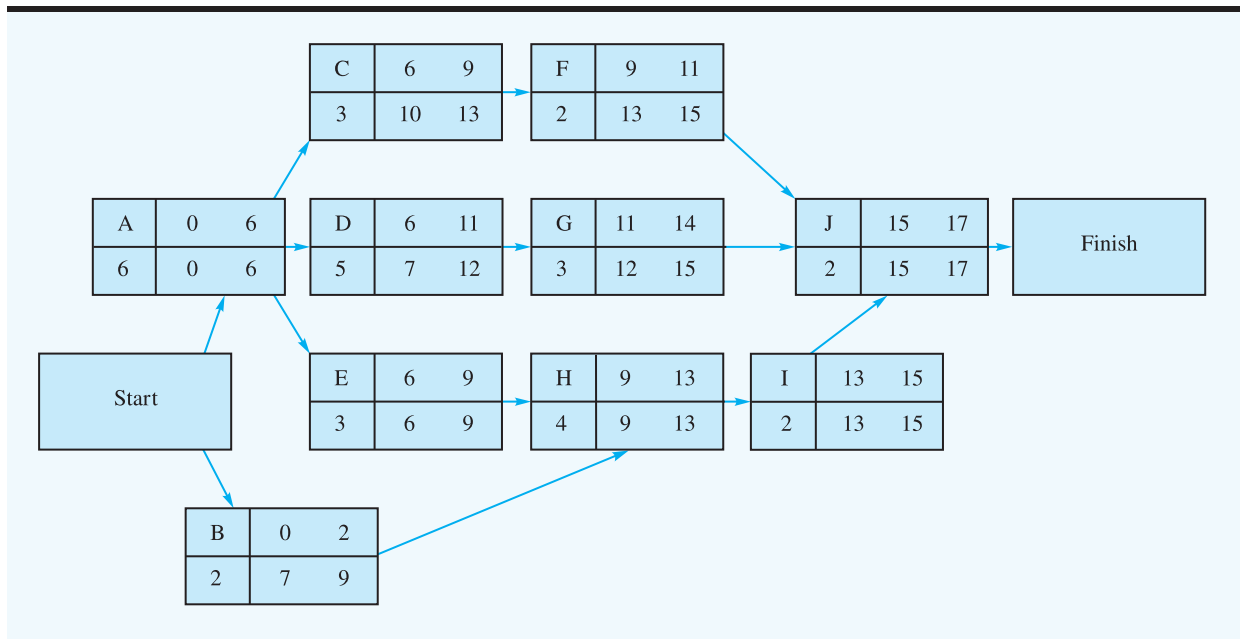 C 6 9 F 9 11
3 10 13 2 13 15
A 0 6 D 6 11 G 11 14 J 15 17
Finish
6 0 6 5 7 12 3 12 15 2 15 17
E 6 9 H 9 13 I 13 15
Start
3 6 9 4 9 13 2 13 15
B 0 2
2 7 9